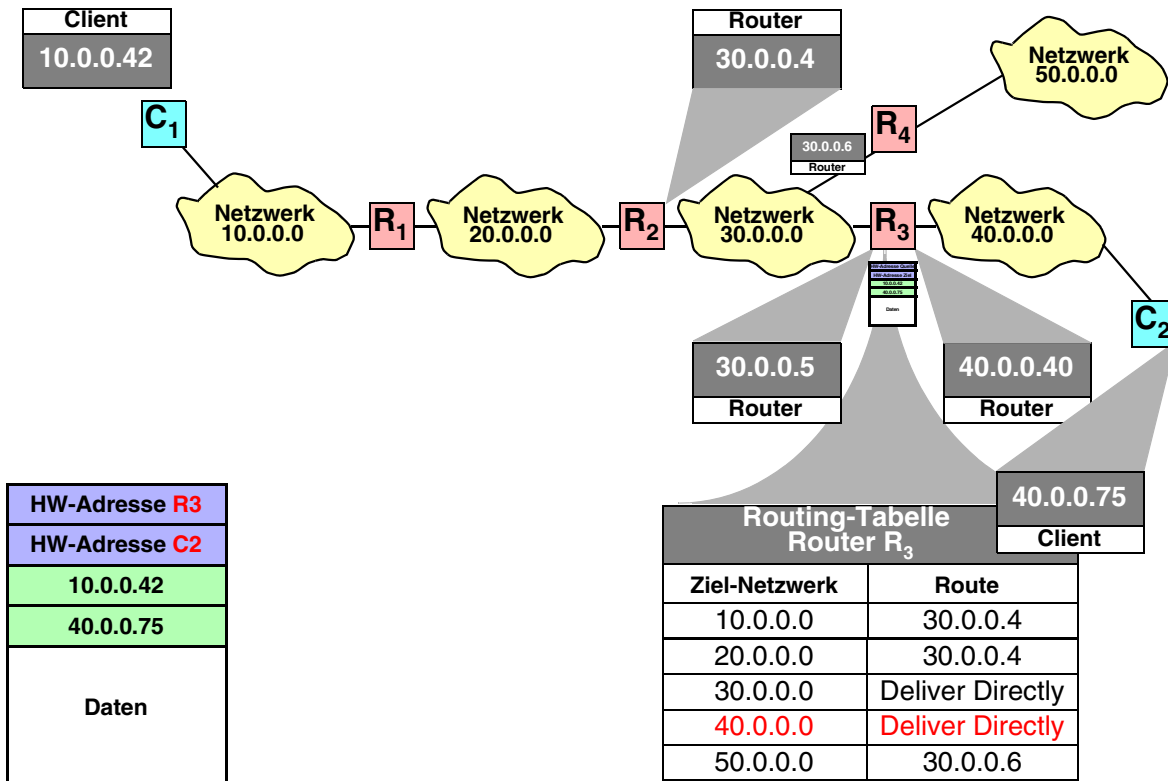 Client
10.0.0.42
Router
30.0.0.4
Netzwerk
50.0.0.0
C1
R4
30.0.0.6
Router
Netzwerk
10.0.0.0
R1
Netzwerk
20.0.0.0
R2
Netzwerk
30.0.0.0
R3
Netzwerk
40.0.0.0
HW-Adresse Quelle
HW-Adresse Ziel
10.0.0.42
40.0.0.75
Daten
C2
30.0.0.5
Router
40.0.0.40
Router
40.0.0.75
Client
HW-Adresse R3
HW-Adresse C2
10.0.0.42
40.0.0.75
Daten
Routing-Tabelle
Router R3
Ziel-Netzwerk Route
10.0.0.0 30.0.0.4
20.0.0.0 30.0.0.4
30.0.0.0 Deliver Directly
40.0.0.0 Deliver Directly
50.0.0.0 30.0.0.6